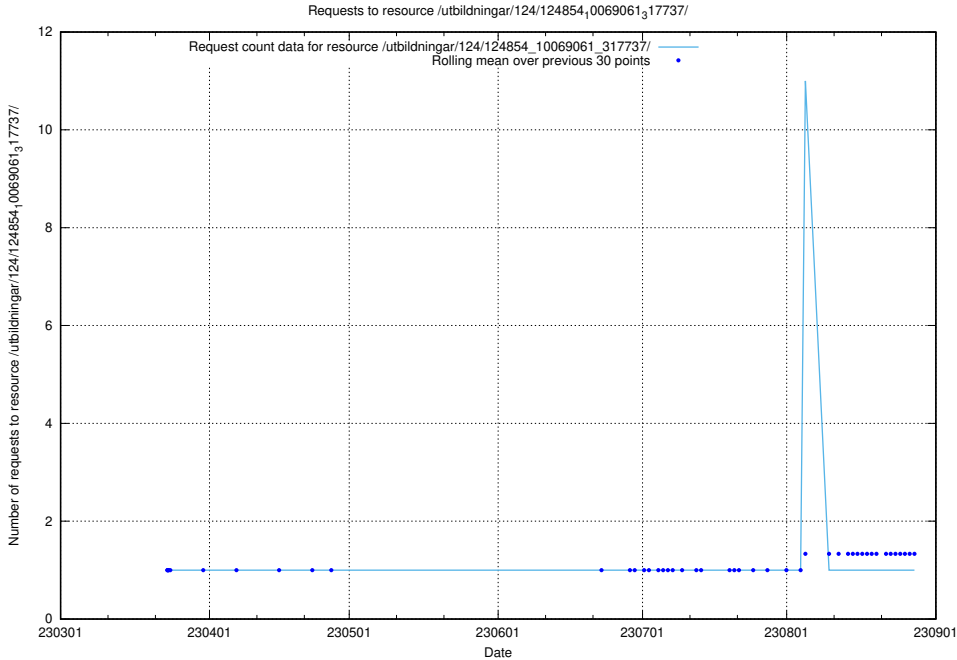 Requests to resource /utbildningar/124/124854₁0069061₃17737/
Request count data for resource /utbildningar/124/124854_10069061_317737/
Rolling mean over previous 30 points
Number of requests to resource /utbildningar/124/124854₁0069061₃17737/
12
10
8
6
4
2
0
230301 230401 230501 230601 230701 230801 230901
Date